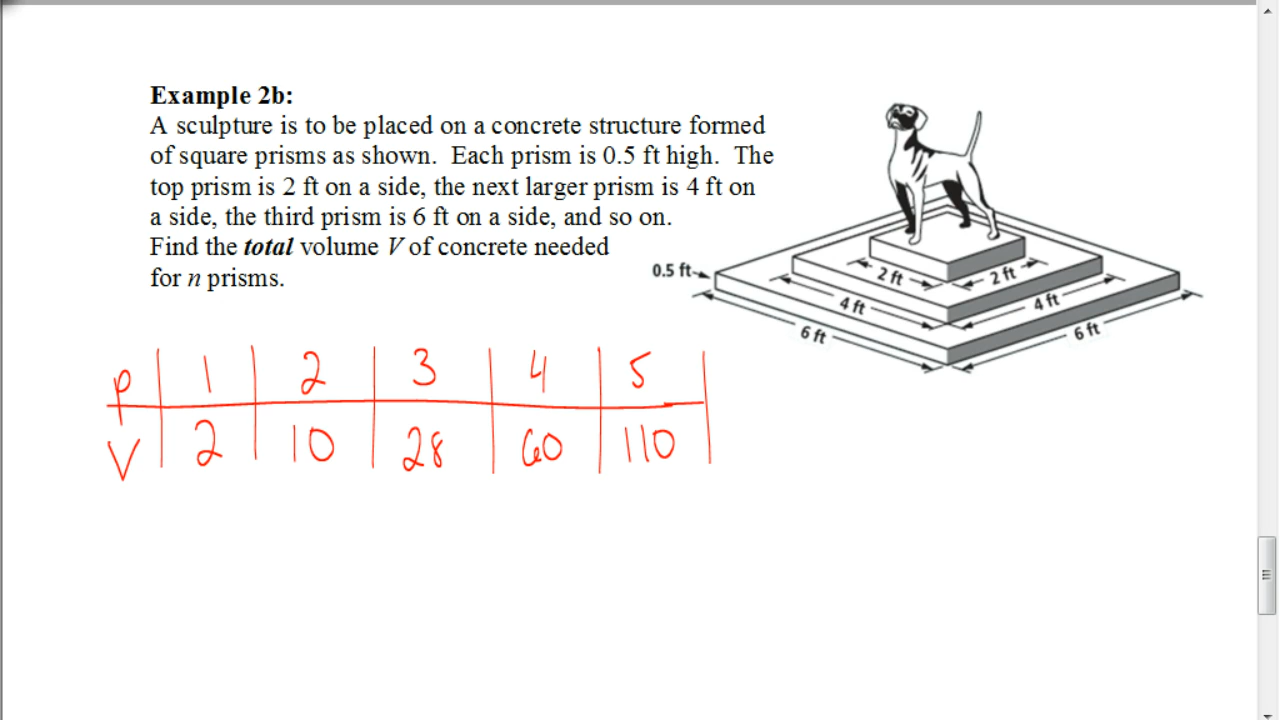 Example 2b:
A sculpture is to be placed on a concrete structure formed
of square prisms as shown.  Each prism is 0.5 ft high.  The
top prism is 2 ft on a side, the next larger prism is 4 ft on
a side, the third prism is 6 ft on a side, and so on.
Find the total volume V of concrete needed
for n prisms.
0.5 ft
2 ft
2 ft
4 ft
4 ft
6 ft
6 ft
P 1 2 3 4 5
V 2 10 28 60 110